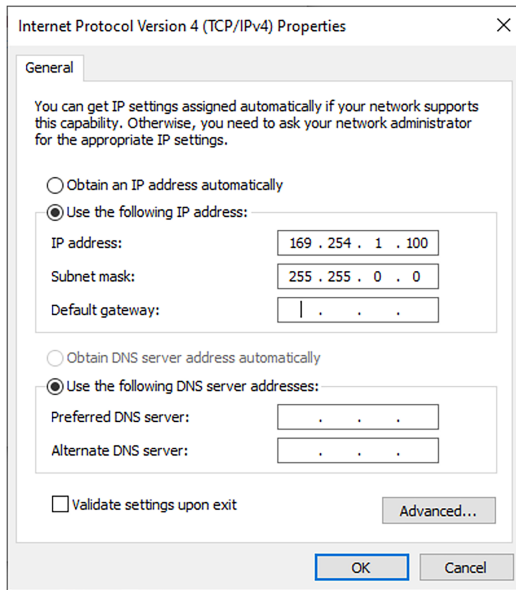 Internet Protocol Version 4 (TCP/IPv4) Properties
General
You can get IP settings assigned automatically if your network supports
this capability. Otherwise, you need to ask your network administrator
for the appropriate IP settings.
Obtain an IP address automatically
Use the following IP address:
IP address: 169 . 254 . 1 . 100
Subnet mask: 255 . 255 . 0 . 0
Default gateway: . . .
Obtain DNS server address automatically
Use the following DNS server addresses:
Preferred DNS server: . . .
Alternate DNS server: . . .
Validate settings upon exit
Advanced...
OK Cancel